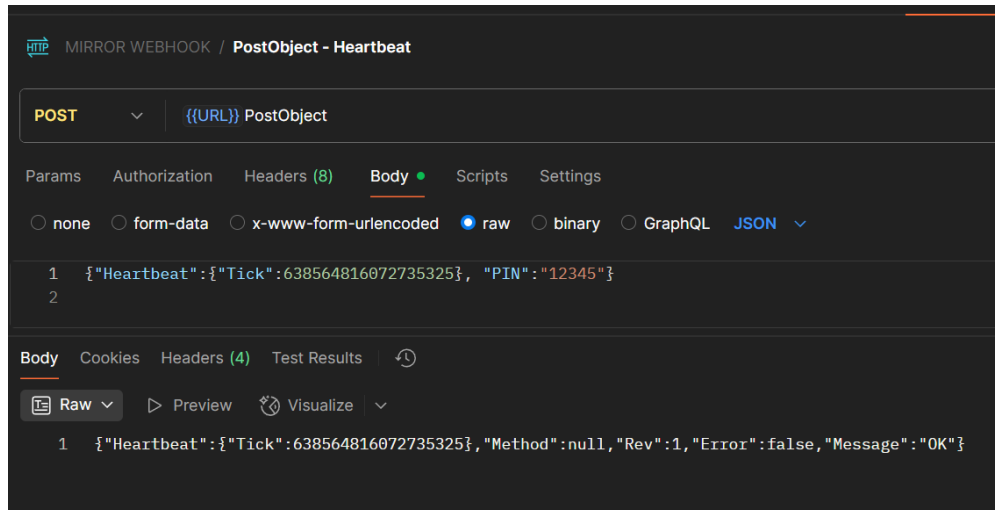 HTTP MIRROR WEBHOOK / PostObject - Heartbeat
POST {{URL}} PostObject
Params Authorization Headers (8) Body Scripts Settings
none form-data x-www-form-urlencoded raw binary GraphQL JSON
1 {"Heartbeat":{"Tick":638564816072735325}, "PIN":"12345"}
2
Body Cookies Headers (4) Test Results
Raw Preview Visualize
1 {"Heartbeat":{"Tick":638564816072735325},"Method":null,"Rev":1,"Error":false,"Message":"OK"}